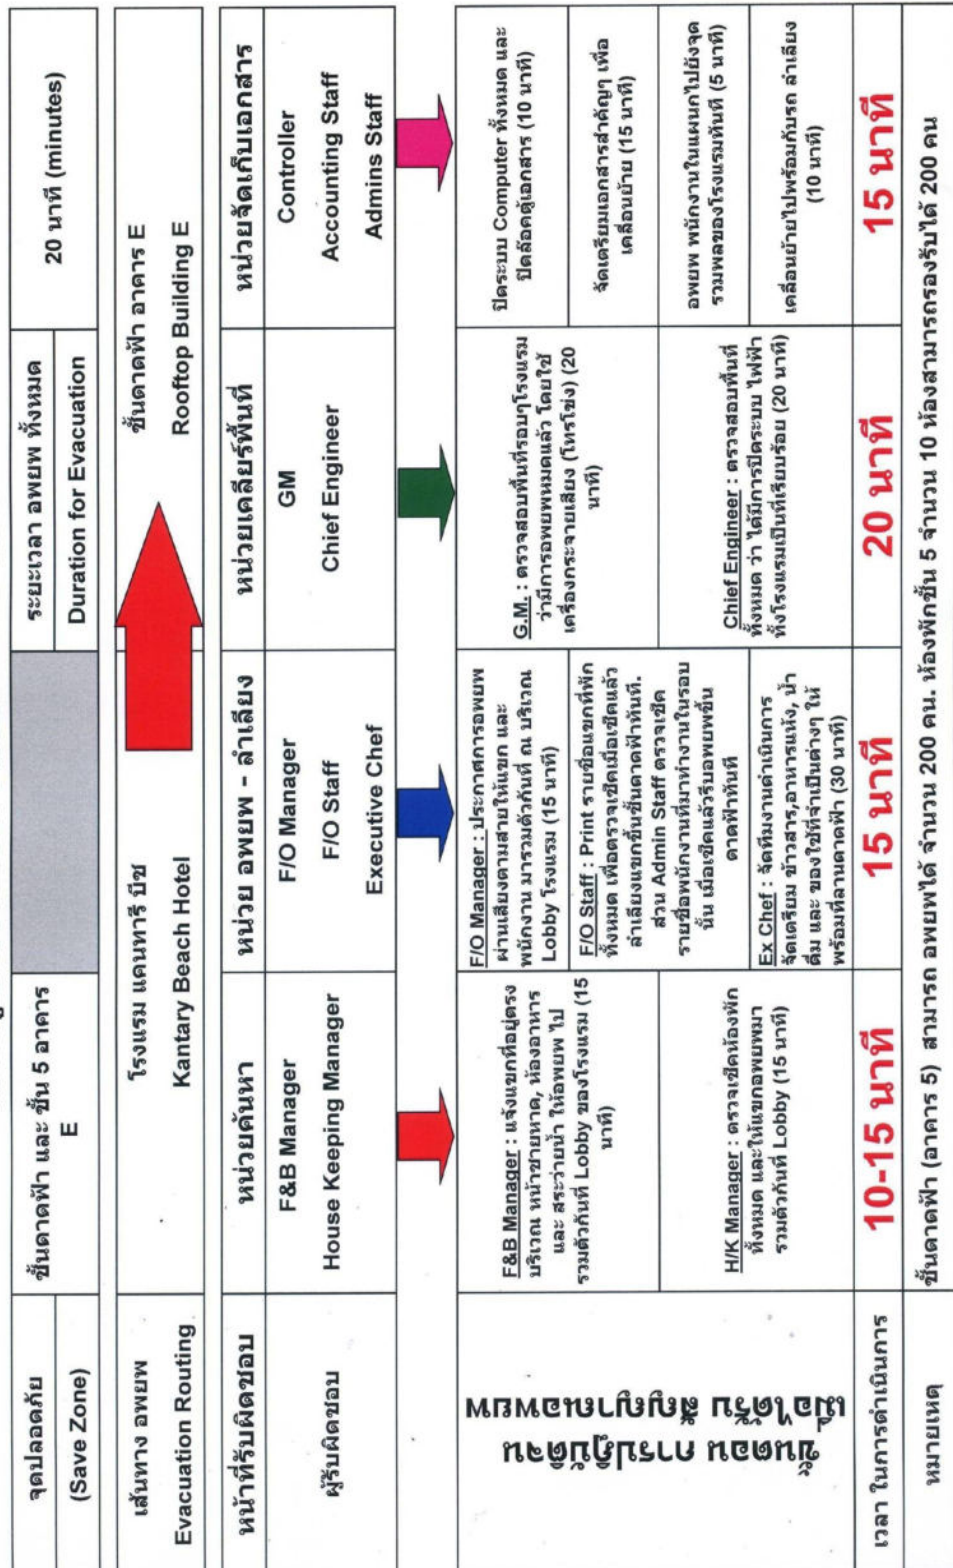 จุดปลอดภัย
(Save Zone)
ชั้นดาดฟ้า และ ชั้น 5 อาคาร
E
ระยะเวลา อพยพ ทั้งหมด
Duration for Evacuation
20 นาที (minutes)
เส้นทาง อพยพ
Evacuation Routing
โรงแรม แคนทารี บีช
Kantary Beach Hotel
ชั้นดาดฟ้า อาคาร E
Rooftop Building E
หน้าที่รับผิดชอบ
หน่วยค้นหา
หน่วย อพยพ - ลำเลียง
หน่วยเคลียร์พื้นที่
หน่วยจัดเก็บเอกสาร
ผู้รับผิดชอบ
F&B Manager
House Keeping Manager
F/O Manager
F/O Staff
Executive Chef
GM
Chief Engineer
Controller
Accounting Staff
Admins Staff
ขั้นตอน การปฏิบัติงาน
เมื่อได้รับ สัญญาณอพยพ
F&B Manager : แจ้งแขกที่อยู่ตรง
บริเวณ หน้าชายหาด, ห้องอาหาร
และ สระว่ายน้ำ ให้อพยพ ไป
รวมตัวกันที่ Lobby ของโรงแรม (15
นาที)
H/K Manager : ตรวจเช็คห้องพัก
ทั้งหมด และให้แขกอพยพมา
รวมตัวกันที่ Lobby (15 นาที)
F/O Manager : ประกาศการอพยพ
ผ่านเสียงตามสายให้แขก และ
พนักงาน มารวมตัวกันที่ ณ บริเวณ
Lobby โรงแรม (15 นาที)
F/O Staff : Print รายชื่อแขกที่พัก
ทั้งหมด เพื่อตรวจเช็คเมื่อเช็คแล้ว
ลำเลียงแขกขึ้นชั้นดาดฟ้าทันที.
ส่วน Admin Staff ตรวจเช็ค
รายชื่อพนักงานที่มาทำงานในรอบ
นั้น เมื่อเช็คแล้วรีบอพยพขึ้น
ดาดฟ้าทันที
Ex Chef : จัดทีมงานดำเนินการ
จัดเตรียม ข้าวสาร,อาหารแห้ง, น้ำ
ดื่ม และ ของใช้ที่จำเป็นต่างๆ ให้
พร้อมที่ลานดาดฟ้า (30 นาที)
G.M. : ตรวจสอบพื้นที่รอบๆโรงแรม
ว่ามีการอพยพหมดแล้ว โดยใช้
เครื่องกระจายเสียง (โทรโข่ง) (20
นาที)
Chief Engineer : ตรวจสอบพื้นที่
ทั้งหมด ว่า ได้มีการปิดระบบ ไฟฟ้า
ทั้งโรงแรมเป็นที่เรียบร้อย (20 นาที)
ปิดระบบ Computer ทั้งหมด และ
ปิดล๊อคตู้เอกสาร (10 นาที)
จัดเตรียมเอกสารสำคัญๆ เพื่อ
เคลื่อนย้าย (15 นาที)
อพยพ พนักงานในแผนกไปยังจุด
รวมพลของโรงแรมทันที (5 นาที)
เคลื่อนย้ายไปพร้อมกับรถ ลำเลียง
(10 นาที)
เวลา ในการดำเนินการ
10-15 นาที
15 นาที
20 นาที
15 นาที
หมายเหตุ
ชั้นดาดฟ้า (อาคาร 5) สามารถ อพยพได้ จำนวน 200 คน. ห้องพักชั้น 5 จำนวน 10 ห้องสามารถรองรับได้ 200 คน